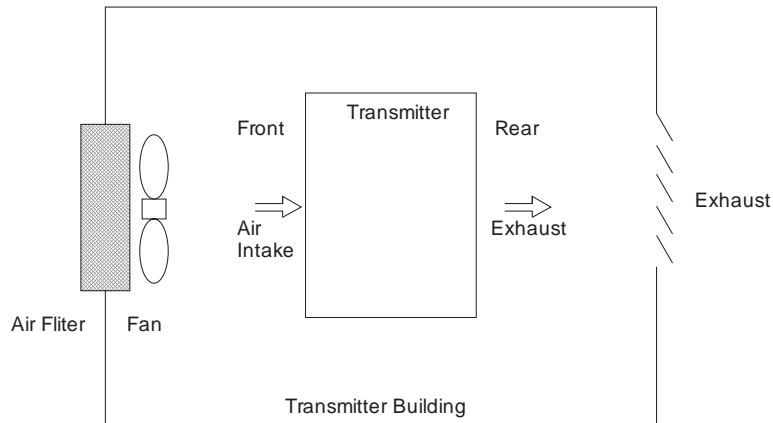 Transmitter
Front
Rear
Air
Intake
Exhaust
Exhaust
Air Fliter
Fan
Transmitter Building